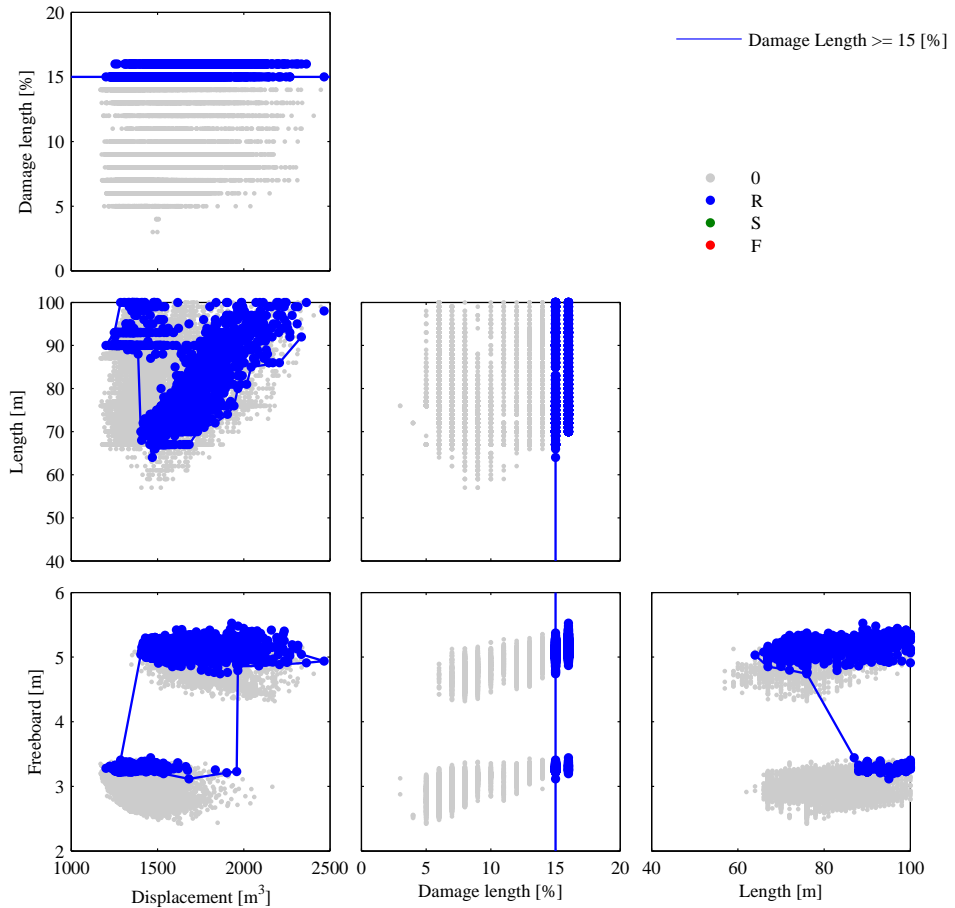 20
15
10
5
0
Damage length [%]
Damage Length >= 15 [%]
0
R
S
F
100
90
80
70
60
50
40
Length [m]
6
5
4
3
2
Freeboard [m]
1000 1500 2000 2500
Displacement [m³]
0 5 10 15 20
Damage length [%]
40 60 80 100
Length [m]